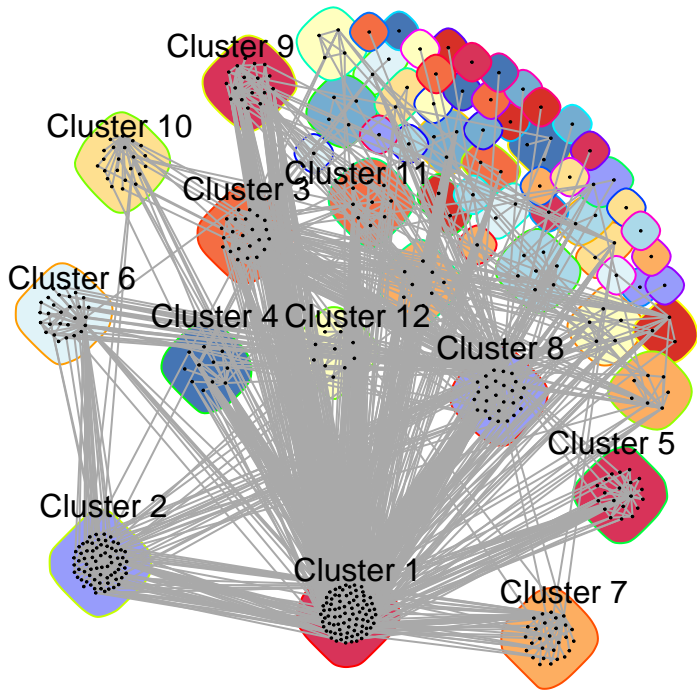 Cluster 9
Cluster 10
Cluster 11
Cluster 3
Cluster 6
Cluster 4
Cluster 12
Cluster 8
Cluster 5
Cluster 2
Cluster 1
Cluster 7